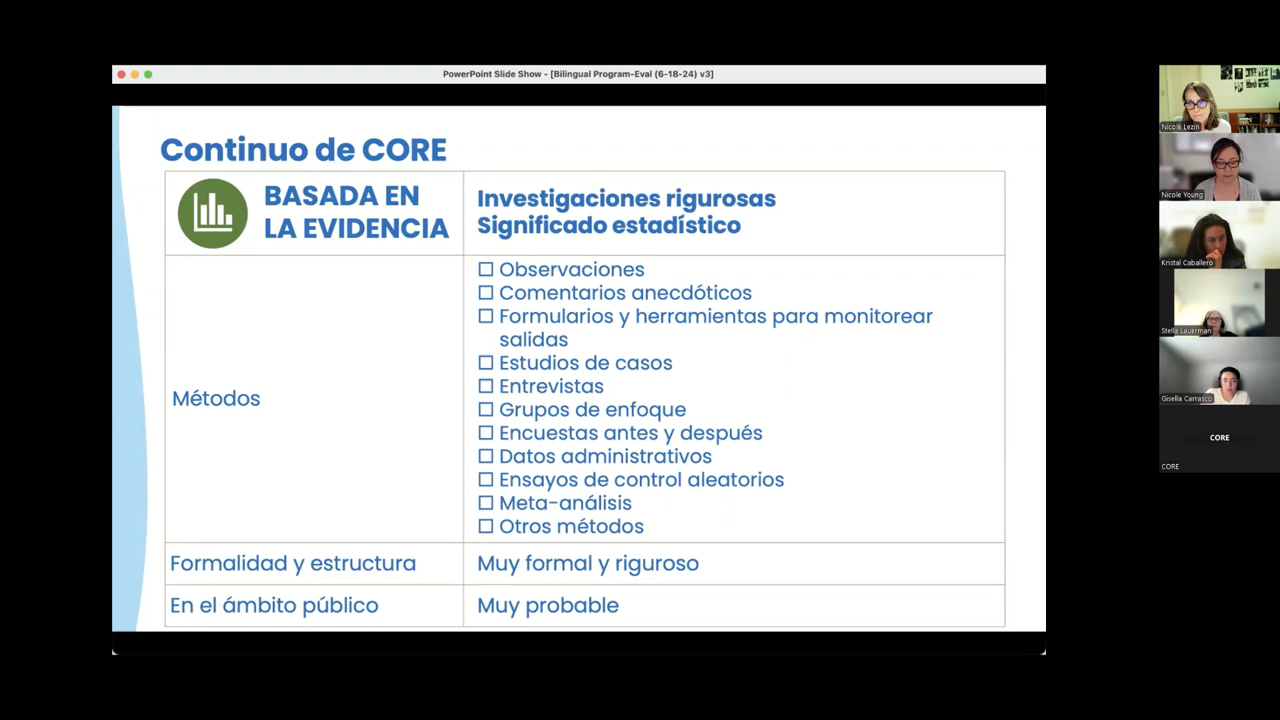 PowerPoint Slide Show - [Bilingual Program-Eval (6-18-24) v3]
Continuo de CORE
BASADA EN
LA EVIDENCIA
Investigaciones rigurosas
Significado estadístico
Métodos
☐ Observaciones
☐ Comentarios anecdóticos
☐ Formularios y herramientas para monitorear
salidas
☐ Estudios de casos
☐ Entrevistas
☐ Grupos de enfoque
☐ Encuestas antes y después
☐ Datos administrativos
☐ Ensayos de control aleatorios
☐ Meta-análisis
☐ Otros métodos
Formalidad y estructura
Muy formal y riguroso
En el ámbito público
Muy probable
Nicole Lezin
Nicole Young
Kristal Caballero
Stella Lauerman
Gisella Carrasco
CORE
CORE